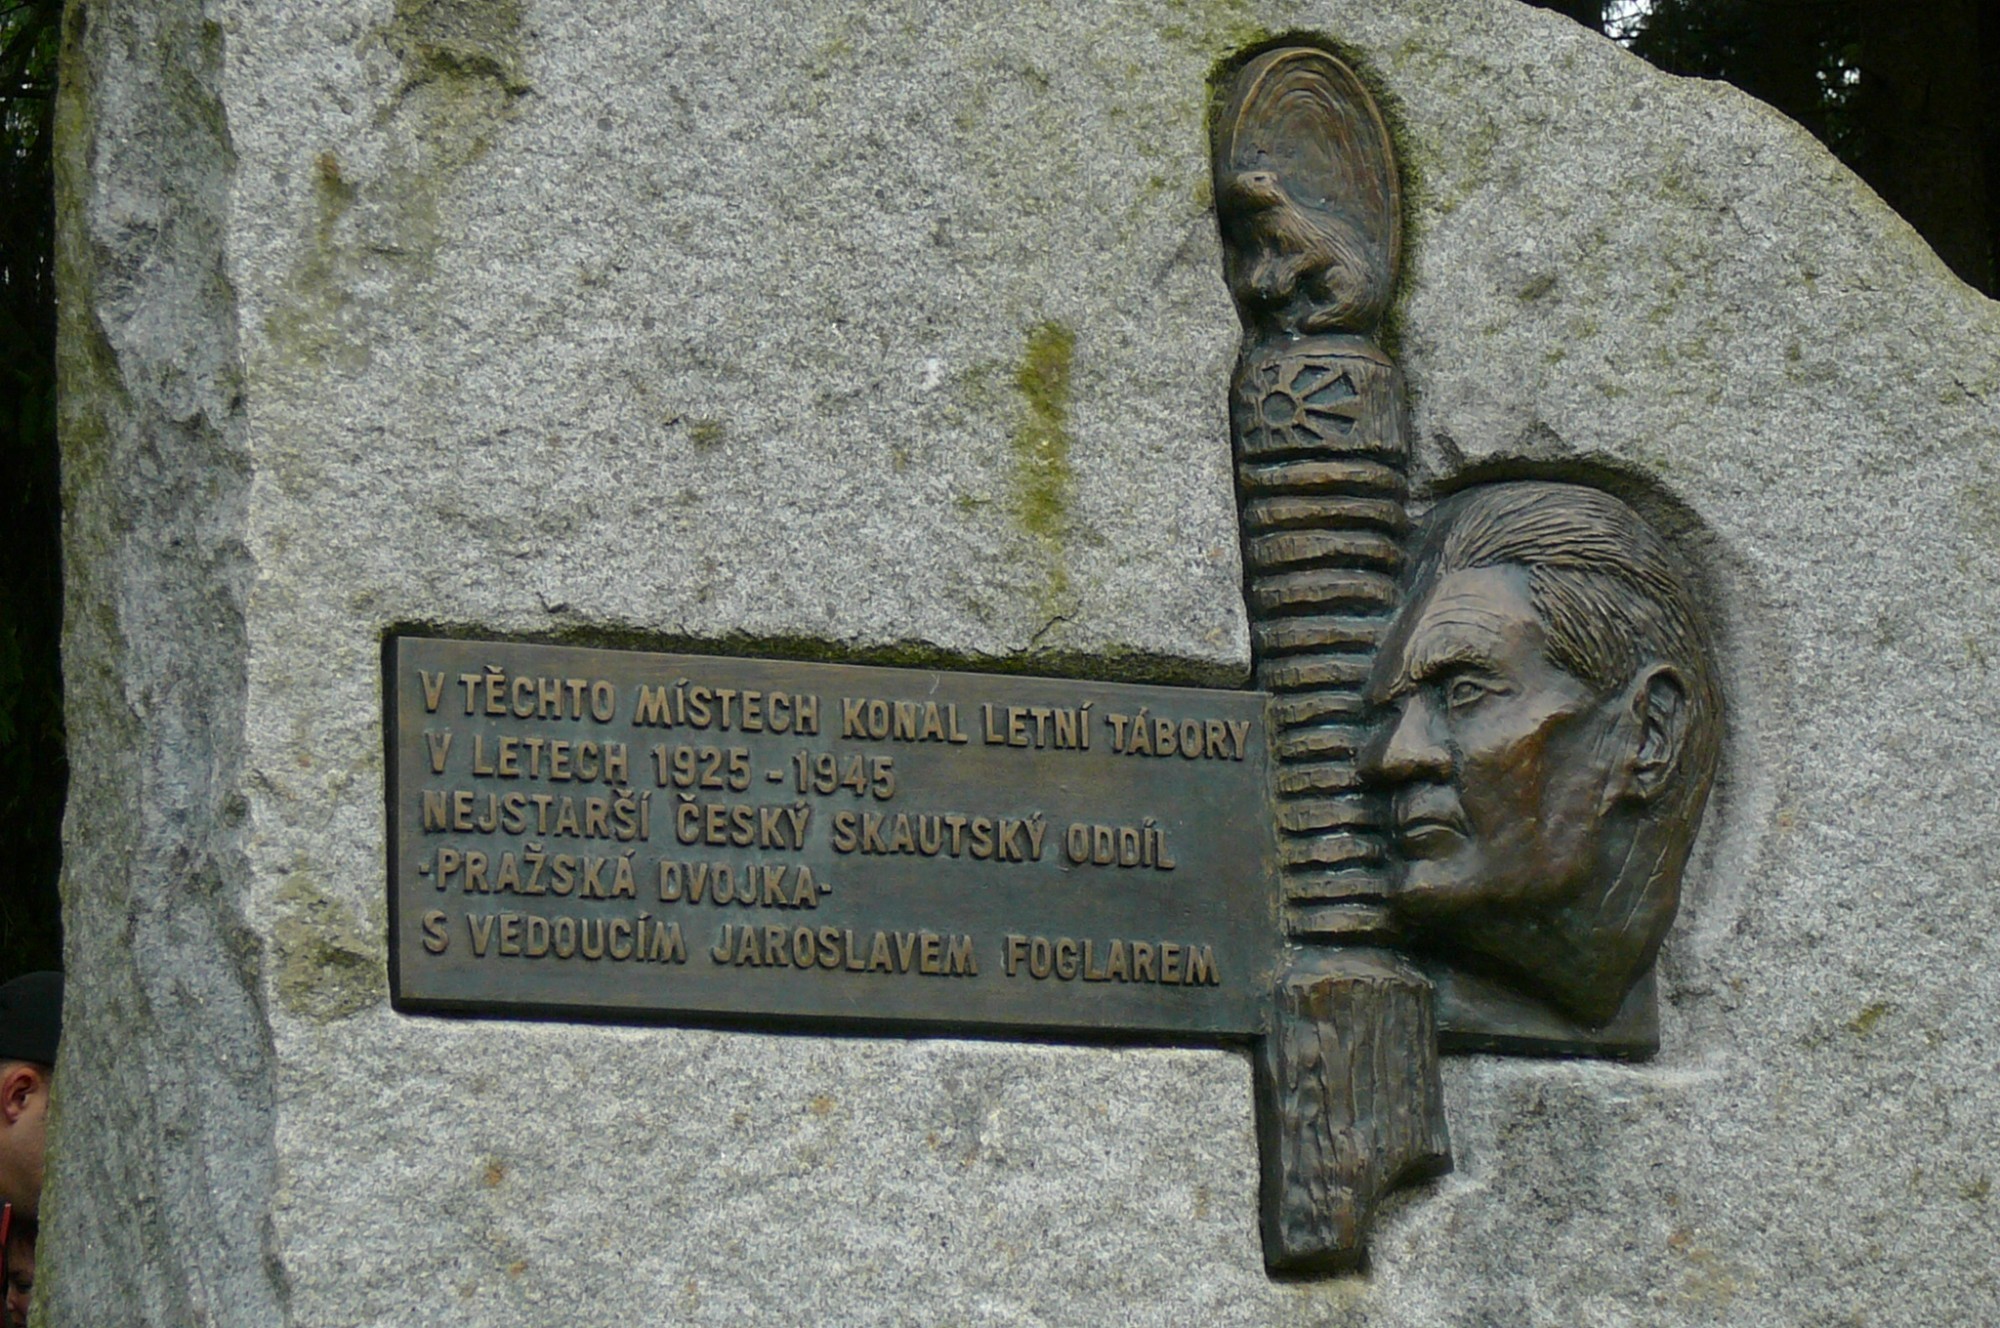 V TĚCHTO MÍSTECH KONAL LETNÍ TÁBORY
V LETECH 1925 - 1945
NEJSTARŠÍ ČESKÝ SKAUTSKÝ ODDÍL
-PRAŽSKÁ DVOJKA-
S VEDOUCÍM JAROSLAVEM FOGLAREM